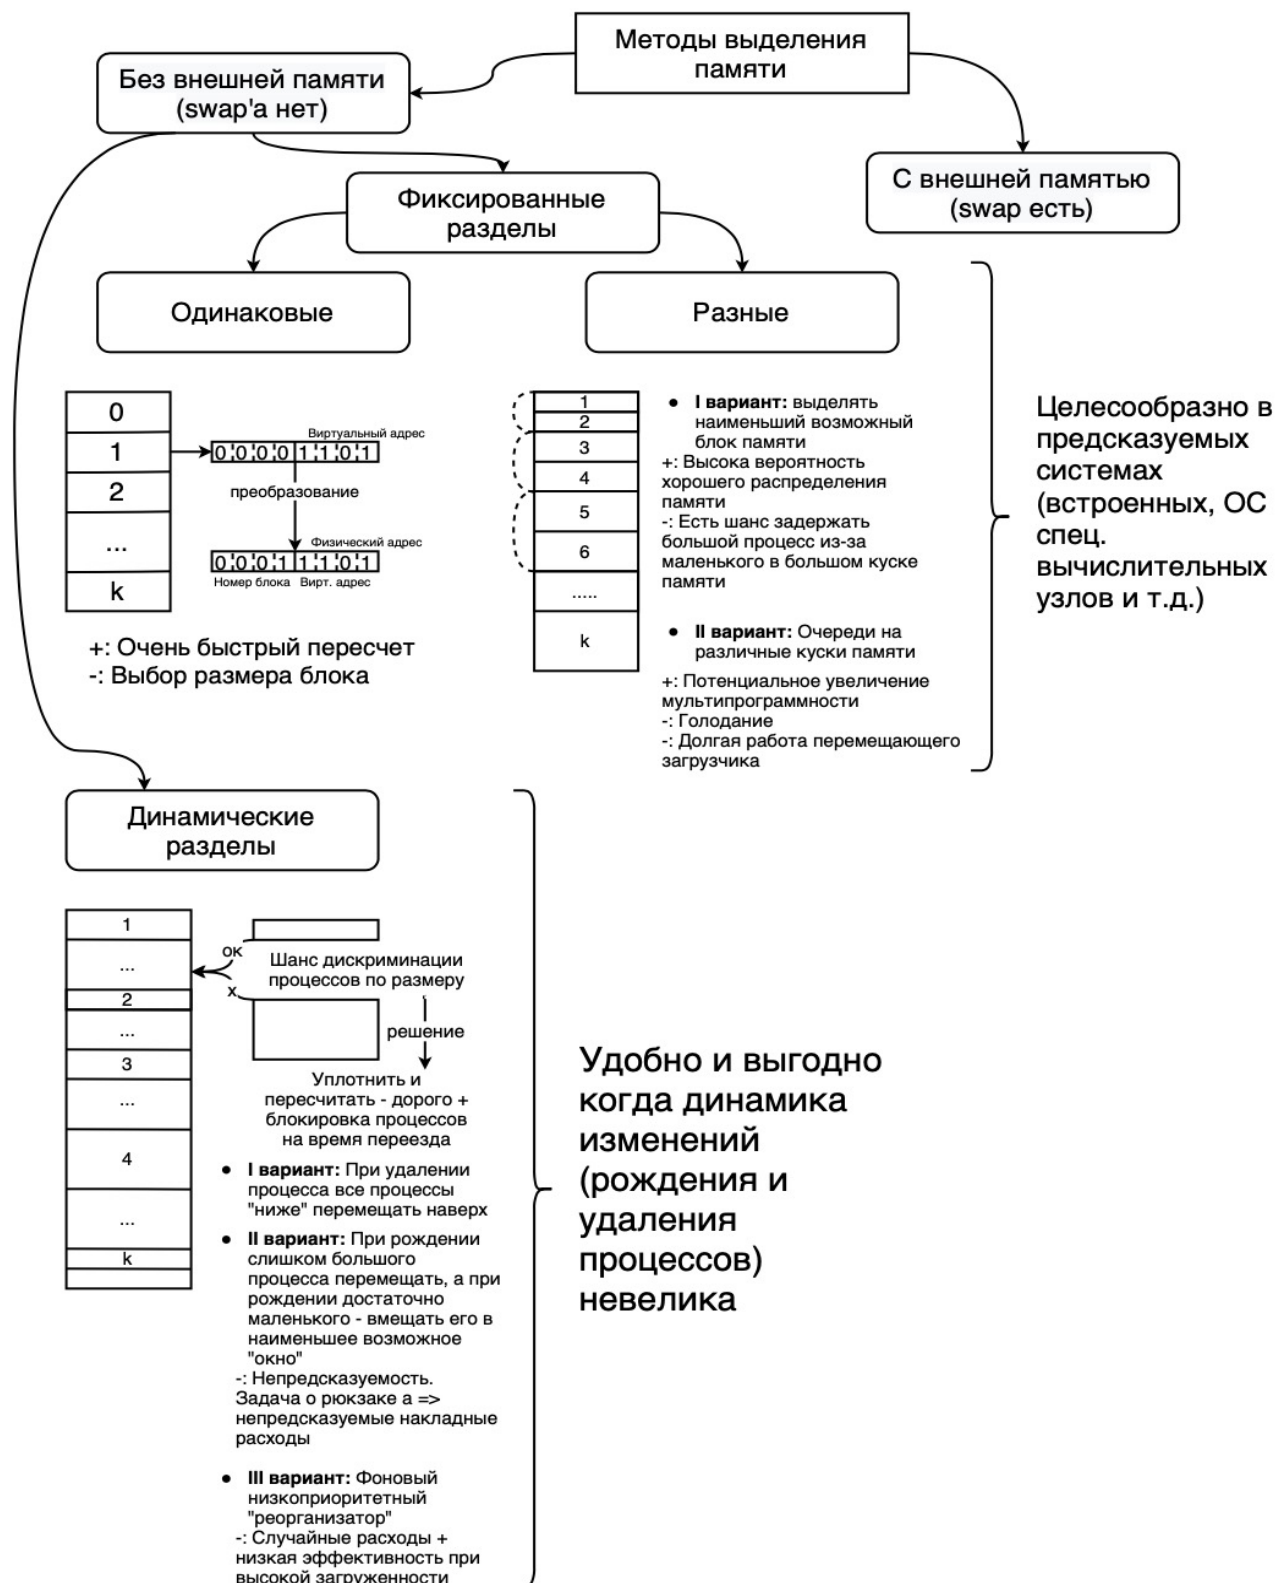 Методы выделения
памяти
Без внешней памяти
(swap'а нет)
С внешней памятью
(swap есть)
Фиксированные
разделы
Одинаковые
Разные
0
1
2
...
k
Виртуальный адрес
0 0 0 0 1 1 0 1
преобразование
Физический адрес
0 0 0 1 1 1 0 1
Номер блока Вирт. адрес
+: Очень быстрый пересчет
-: Выбор размера блока
1
2
3
4
5
6
.....
k
● I вариант: выделять
наименьший возможный
блок памяти
+: Высока вероятность
хорошего распределения
памяти
-: Есть шанс задержать
большой процесс из-за
маленького в большом куске
памяти
● II вариант: Очереди на
различные куски памяти
+: Потенциальное увеличение
мультипрограммности
-: Голодание
-: Долгая работа перемещающего
загрузчика
Целесообразно в
предсказуемых
системах
(встроенных, ОС
спец.
вычислительных
узлов и т.д.)
Динамические
разделы
1
...
2
...
3
...
4
...
k
ок
х
Шанс дискриминации
процессов по размеру
решение
Уплотнить и
пересчитать - дорого +
блокировка процессов
на время переезда
● I вариант: При удалении
процесса все процессы
"ниже" перемещать наверх
● II вариант: При рождении
слишком большого
процесса перемещать, а при
рождении достаточно
маленького - вмещать его в
наименьшее возможное
"окно"
-: Непредсказуемость.
Задача о рюкзаке а =>
непредсказуемые накладные
расходы
● III вариант: Фоновый
низкоприоритетный
"реорганизатор"
-: Случайные расходы +
низкая эффективность при
высокой загруженности
Удобно и выгодно
когда динамика
изменений
(рождения и
удаления
процессов)
невелика